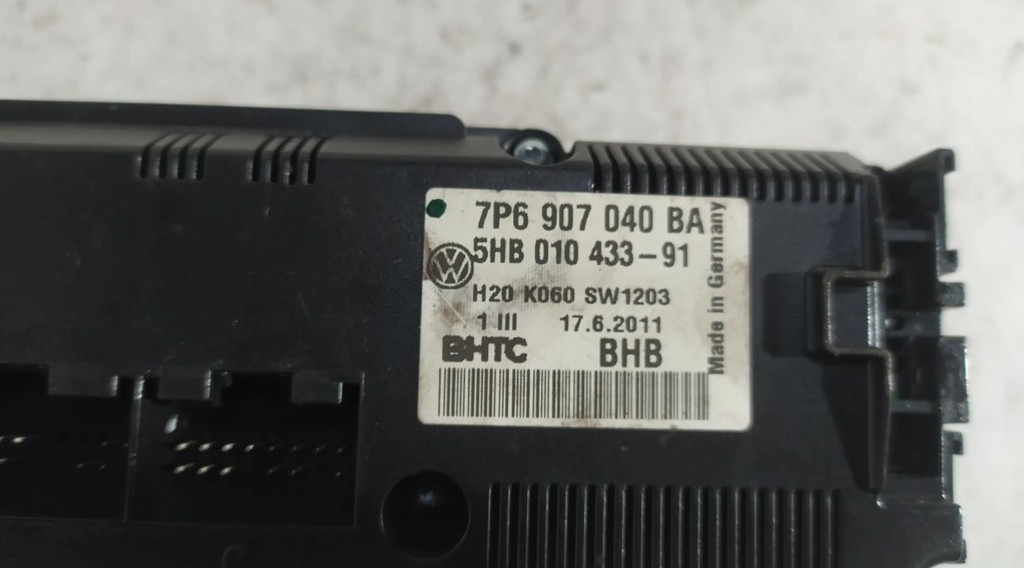 7P6 907 040 BA
5HB 010 433-91
H20 K060 SW1203
1 III 17.6.2011
BHTC BHB
Made in Germany